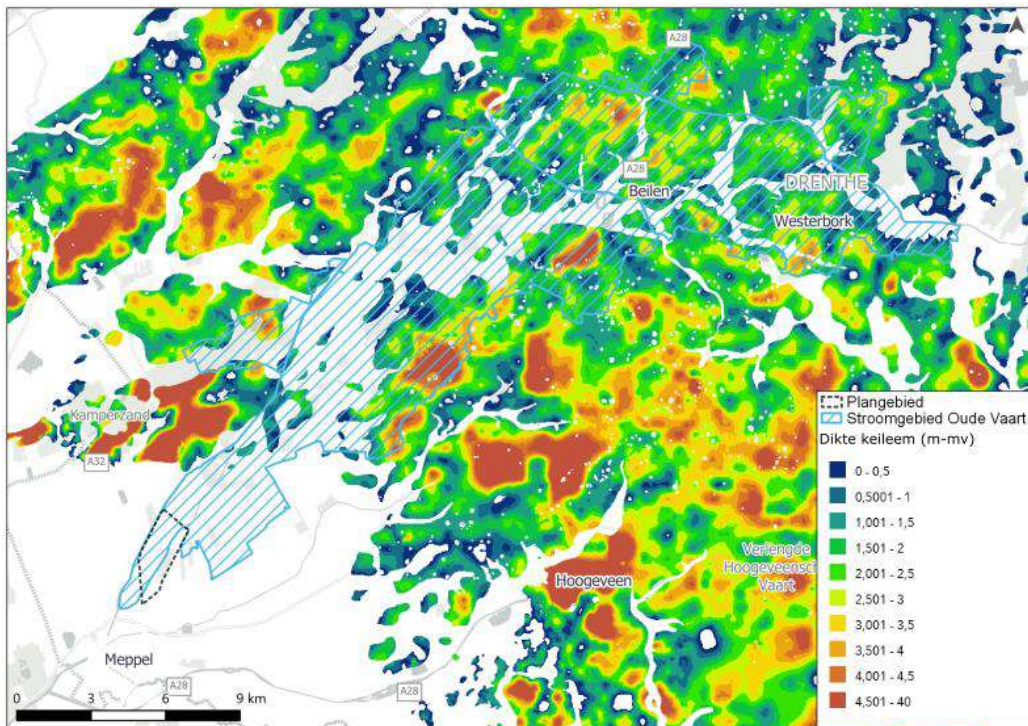 A28
A28
Beilen
DRENTHE
Westerbork
Kamperzand
A32
Hoogeveen
Verlengde
Hoogeveensch
Vaart
Meppel
A28
A28
0 3 6 9 km
Plangebied
Stroomgebied Oude Vaart
Dikte keileem (m-mv)
0 - 0,5
0,5001 - 1
1,001 - 1,5
1,501 - 2
2,001 - 2,5
2,501 - 3
3,001 - 3,5
3,501 - 4
4,001 - 4,5
4,501 - 40